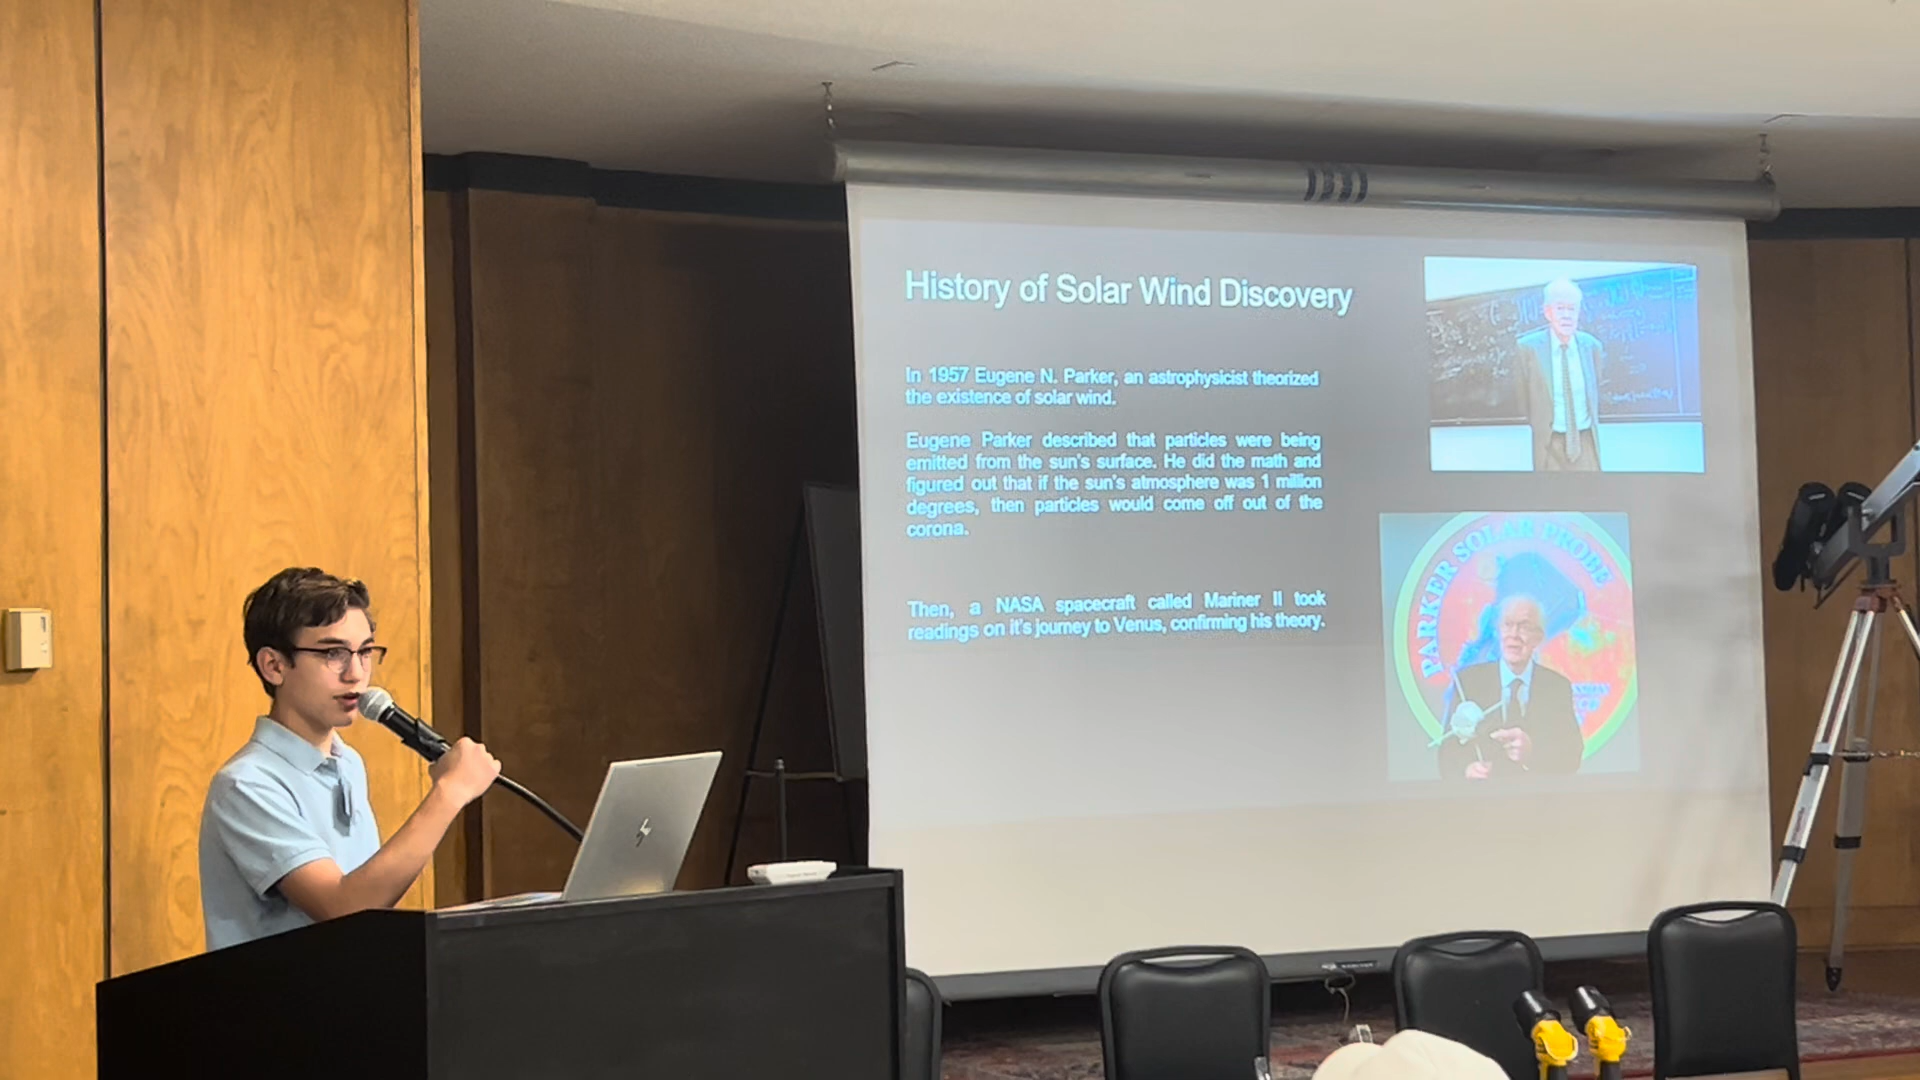 History of Solar Wind Discovery
In 1957 Eugene N. Parker, an astrophysicist theorized
the existence of solar wind.
Eugene Parker described that particles were being
emitted from the sun's surface. He did the math and
figured out that if the sun's atmosphere was 1 million
degrees, then particles would come off out of the
corona.
Then, a NASA spacecraft called Mariner II took
readings on it's journey to Venus, confirming his theory.
PARKER SOLAR PROBE
hp